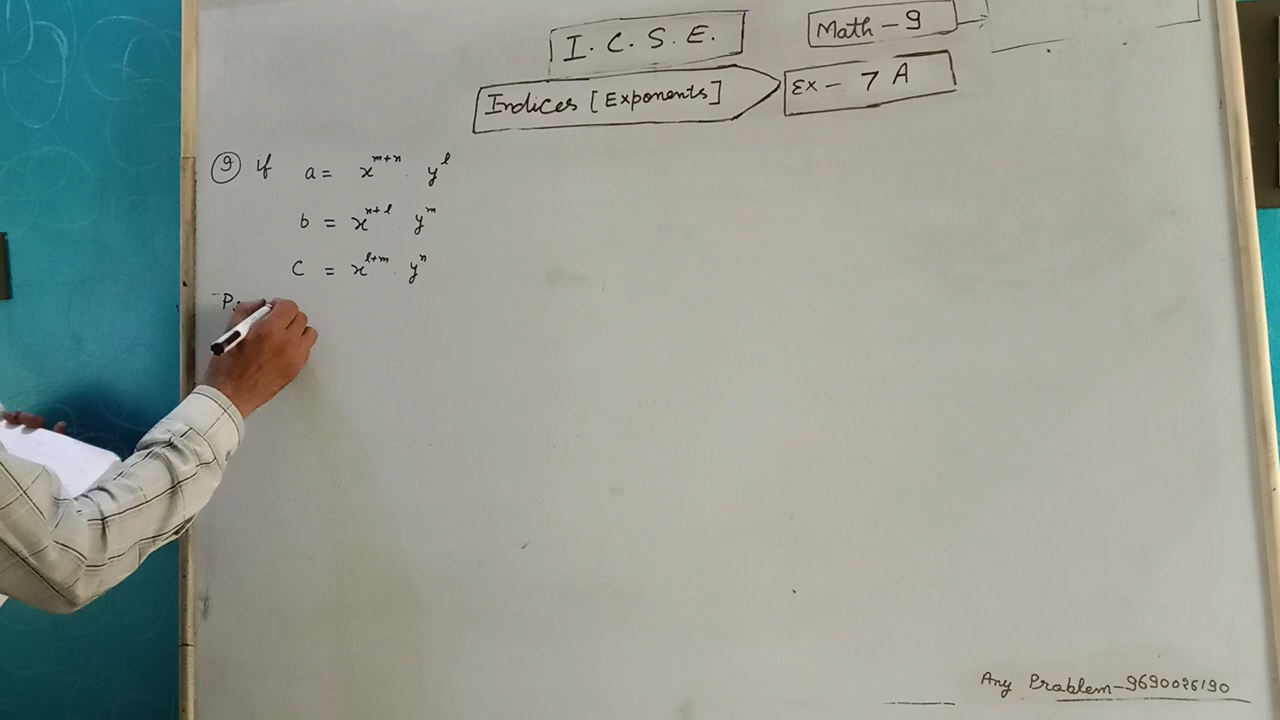 I. C. S. E.
Math - 9
Indices [Exponents]
Ex - 7 A
9 If a = x^{m+n} . y^l
b = x^{n+l} y^m
C = x^{l+m} . y^n
Any Problem-9690026190